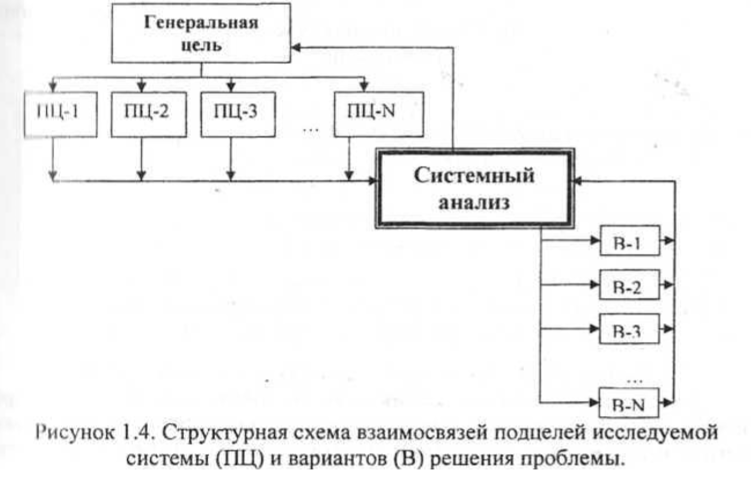 Генеральная
цель
ПЦ-1 ПЦ-2 ПЦ-3 ... ПЦ-N
Системный
анализ
В-1
В-2
В-3
...
В-N
Рисунок 1.4. Структурная схема взаимосвязей подцелей исследуемой
системы (ПЦ) и вариантов (В) решения проблемы.